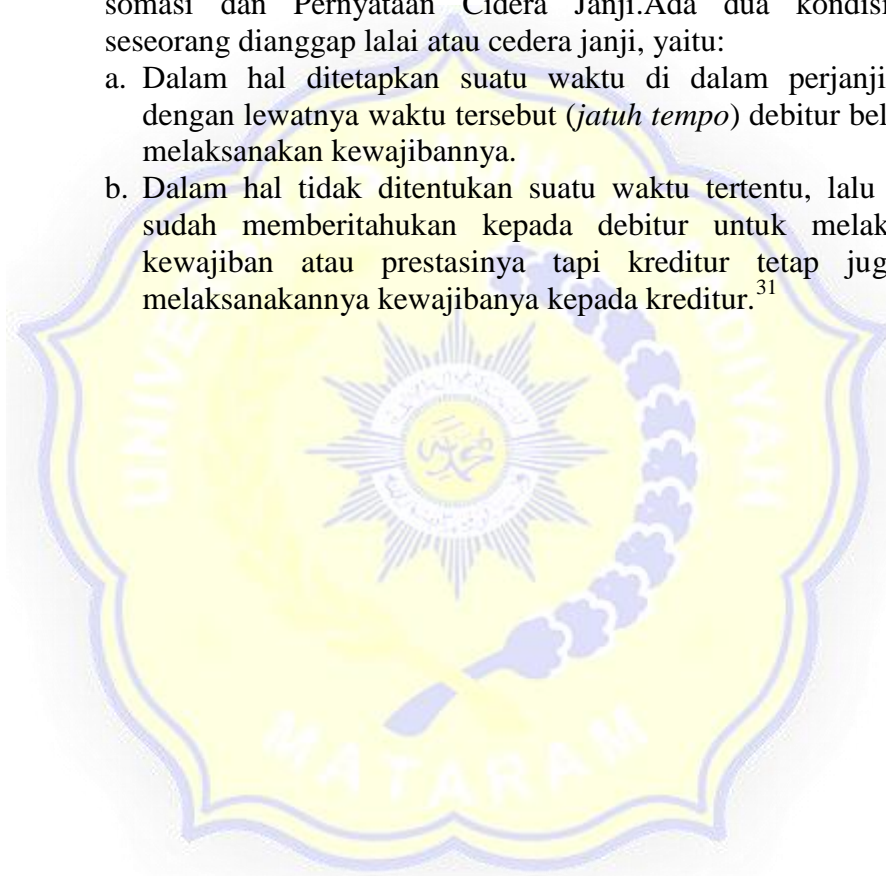 somasi dan Pernyataan Cidera Janji.Ada dua kondisi
seseorang dianggap lalai atau cedera janji, yaitu:
a. Dalam hal ditetapkan suatu waktu di dalam perjanji
dengan lewatnya waktu tersebut (jatuh tempo) debitur bel
melaksanakan kewajibannya.
b. Dalam hal tidak ditentukan suatu waktu tertentu, lalu
sudah memberitahukan kepada debitur untuk melak
kewajiban atau prestasinya tapi kreditur tetap jug
melaksanakannya kewajibanya kepada kreditur.31
UNIVERSITAS MUHAMMADIYAH
MATARAM